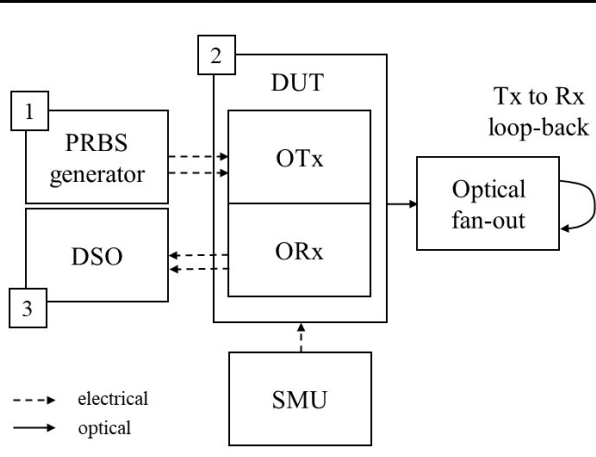 2
DUT
1
PRBS
generator
OTx
Tx to Rx
loop-back
Optical
fan-out
DSO
ORx
3
SMU
electrical
optical